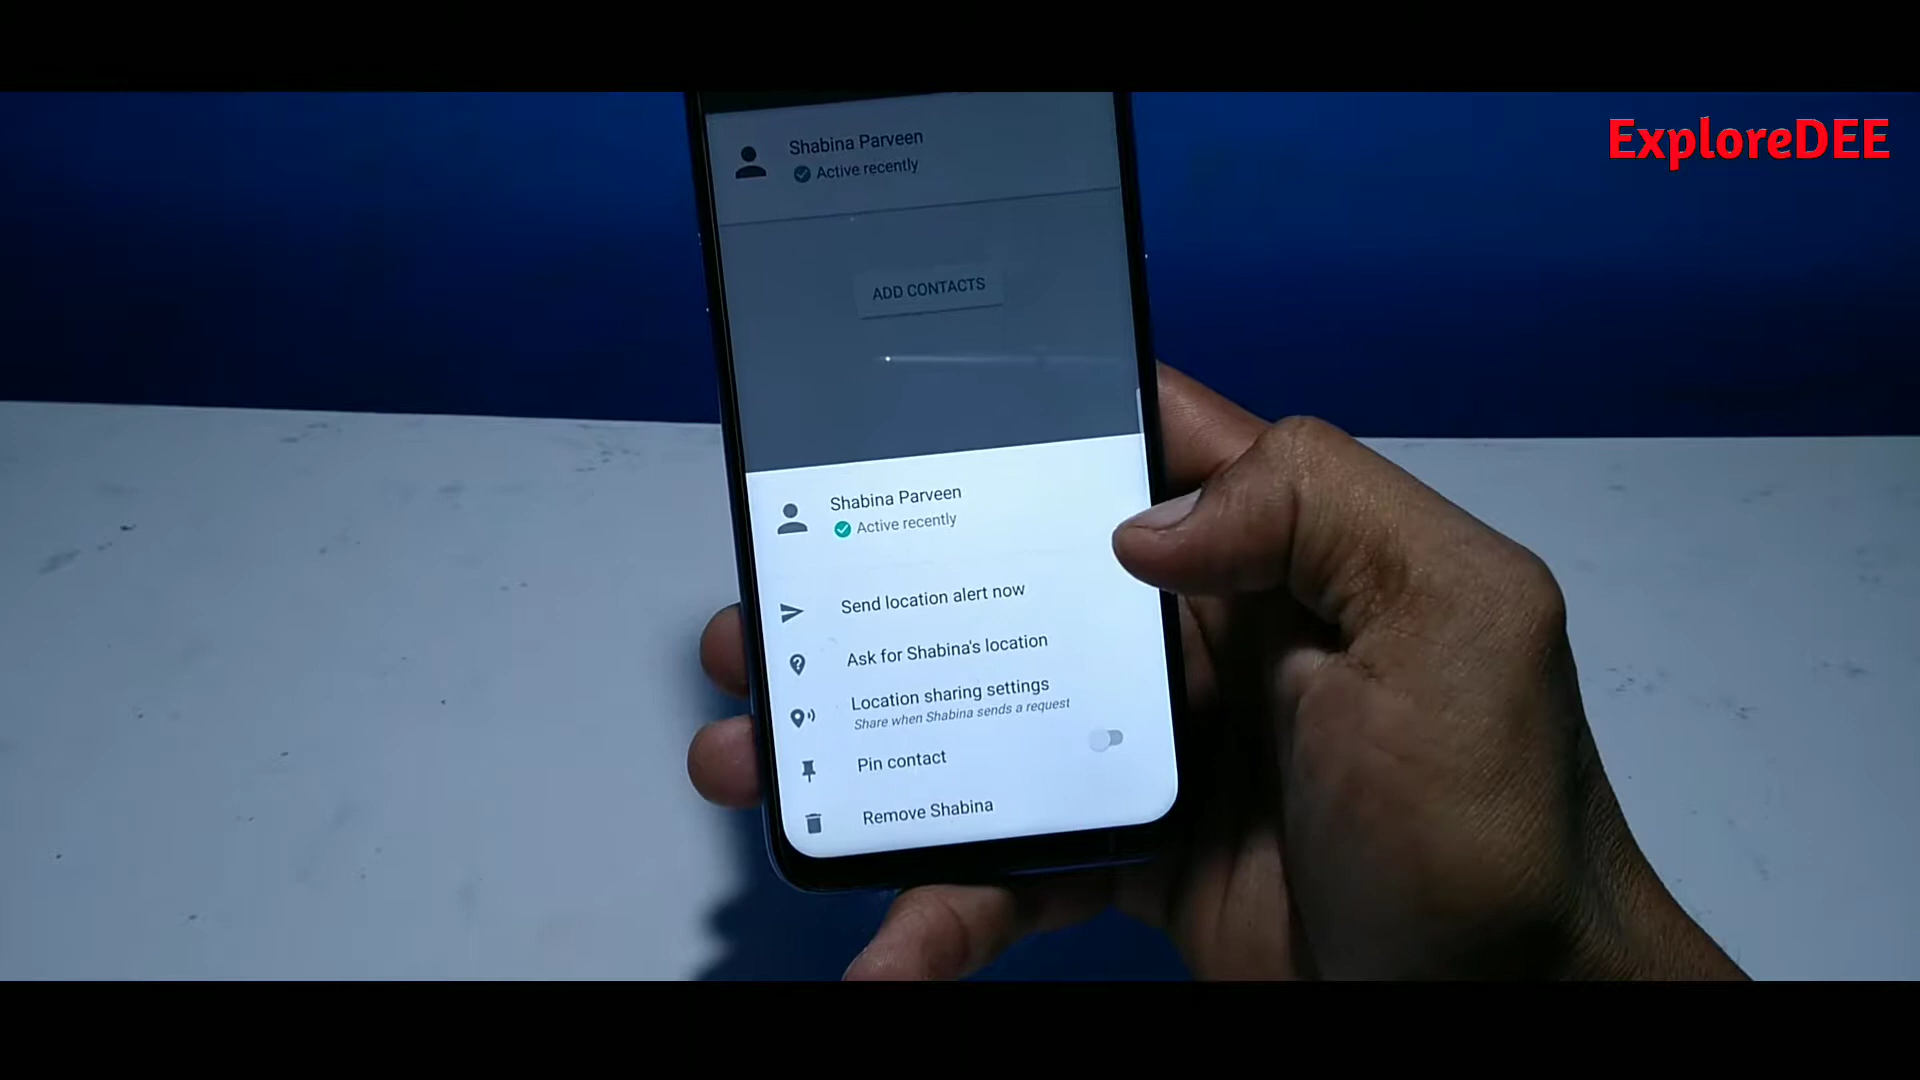 ExploreDEE
Shabina Parveen
Active recently
ADD CONTACTS
Shabina Parveen
Active recently
Send location alert now
Ask for Shabina's location
Location sharing settings
Share when Shabina sends a request
Pin contact
Remove Shabina